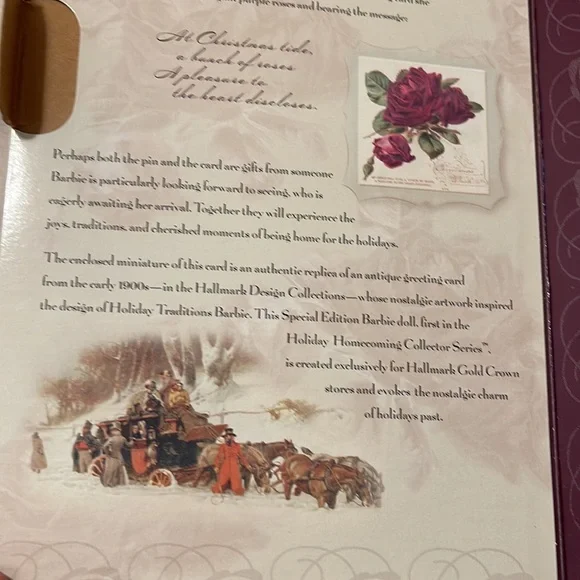 purple roses and bearing the message:
At Christmas tide,
a bunch of roses
A pleasure to
the heart discloses.
Perhaps both the pin and the card are gifts from someone
Barbie is particularly looking forward to seeing, who is
eagerly awaiting her arrival. Together they will experience the
joys, traditions, and cherished moments of being home for the holidays.
The enclosed miniature of this card is an authentic replica of an antique greeting card
from the early 1900s—in the Hallmark Design Collections—whose nostalgic artwork inspired
the design of Holiday Traditions Barbie. This Special Edition Barbie doll, first in the
Holiday Homecoming Collector Series™,
is created exclusively for Hallmark Gold Crown
stores and evokes the nostalgic charm
of holidays past.